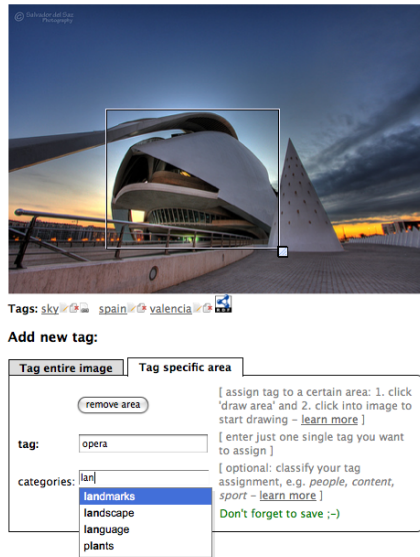 © Salvador del Saz
Photography
Tags: sky spain valencia RDF
Add new tag:
Tag entire image Tag specific area
remove area
[ assign tag to a certain area: 1. click
'draw area' and 2. click into image to
start drawing – learn more ]
tag: opera
[ enter just one single tag you want
to assign ]
categories: lan
[ optional: classify your tag
assignment, e.g. people, content,
sport – learn more ]
landmarks
landscape
language
plants
Don't forget to save ;-)